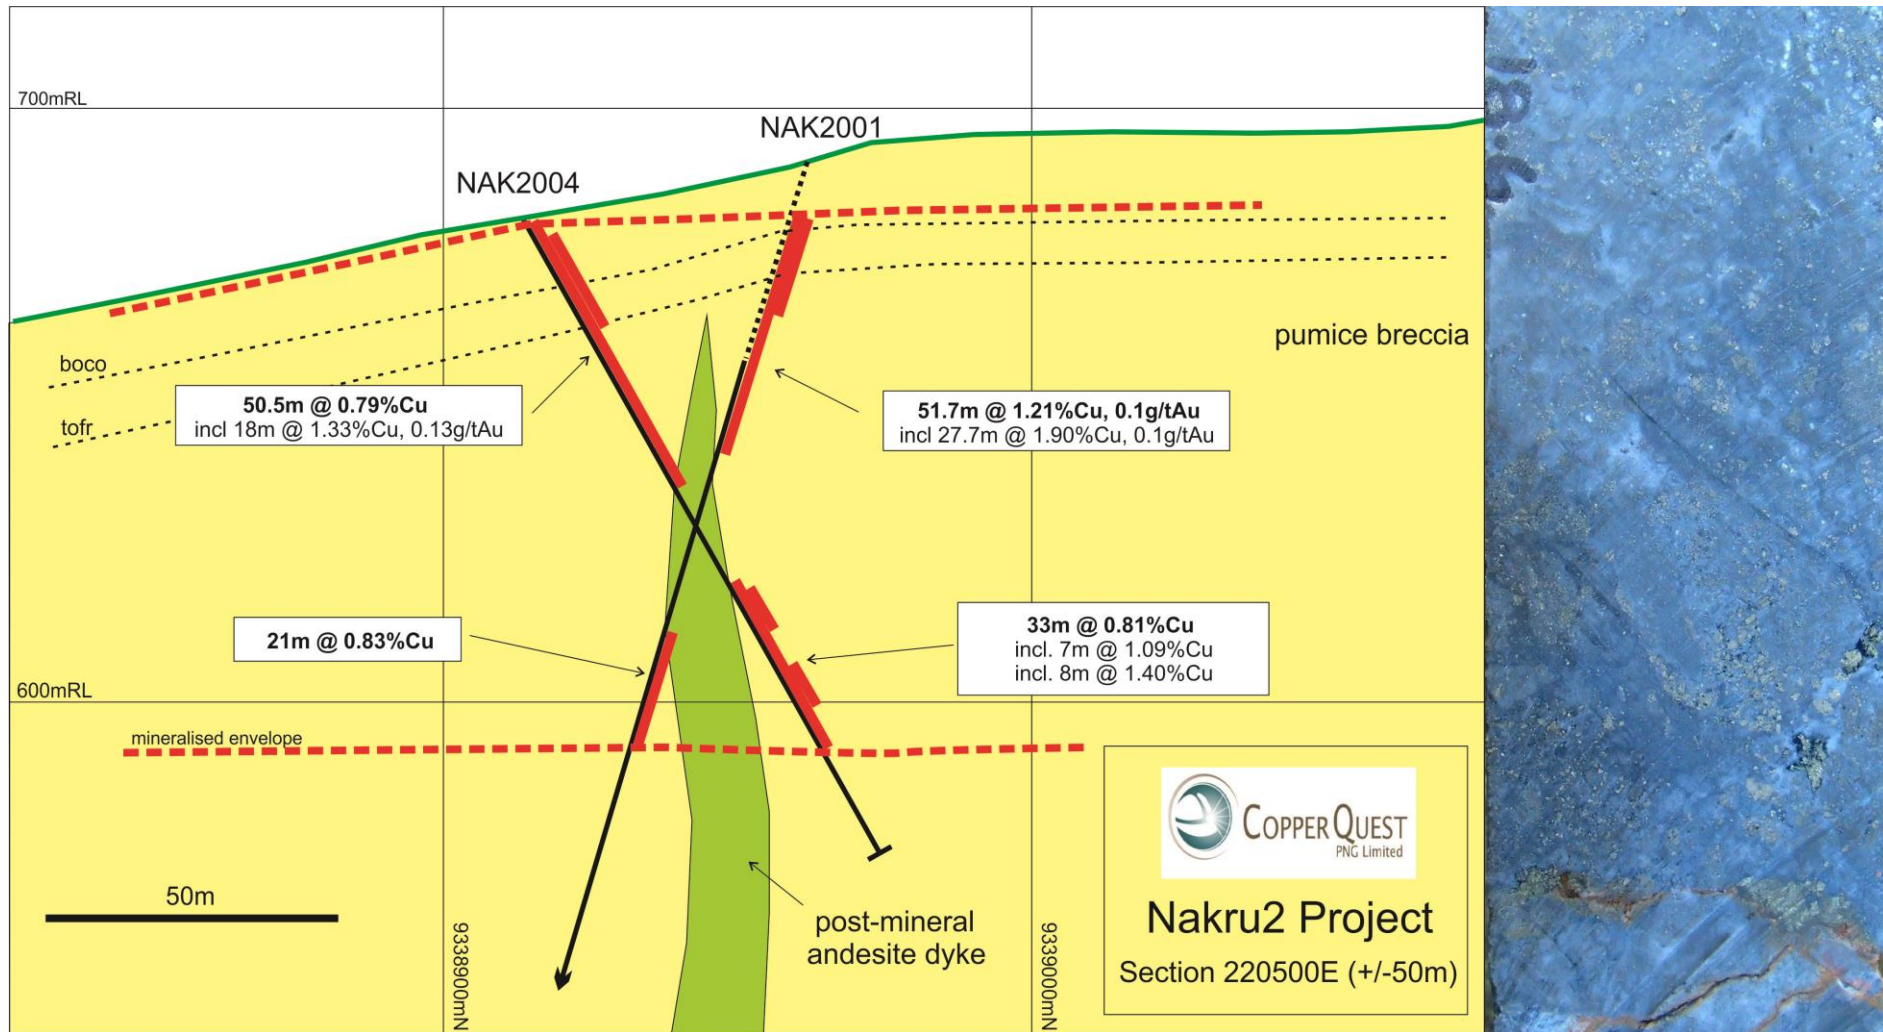 700mRL
NAK2001
NAK2004
pumice breccia
boco
tofr
50.5m @ 0.79%Cu
incl 18m @ 1.33%Cu, 0.13g/tAu
51.7m @ 1.21%Cu, 0.1g/tAu
incl 27.7m @ 1.90%Cu, 0.1g/tAu
21m @ 0.83%Cu
33m @ 0.81%Cu
incl. 7m @ 1.09%Cu
incl. 8m @ 1.40%Cu
600mRL
mineralised envelope
50m
post-mineral
andesite dyke
9338900mN
9339000mN
COPPER QUEST
PNG Limited
Nakru2 Project
Section 220500E (+/-50m)